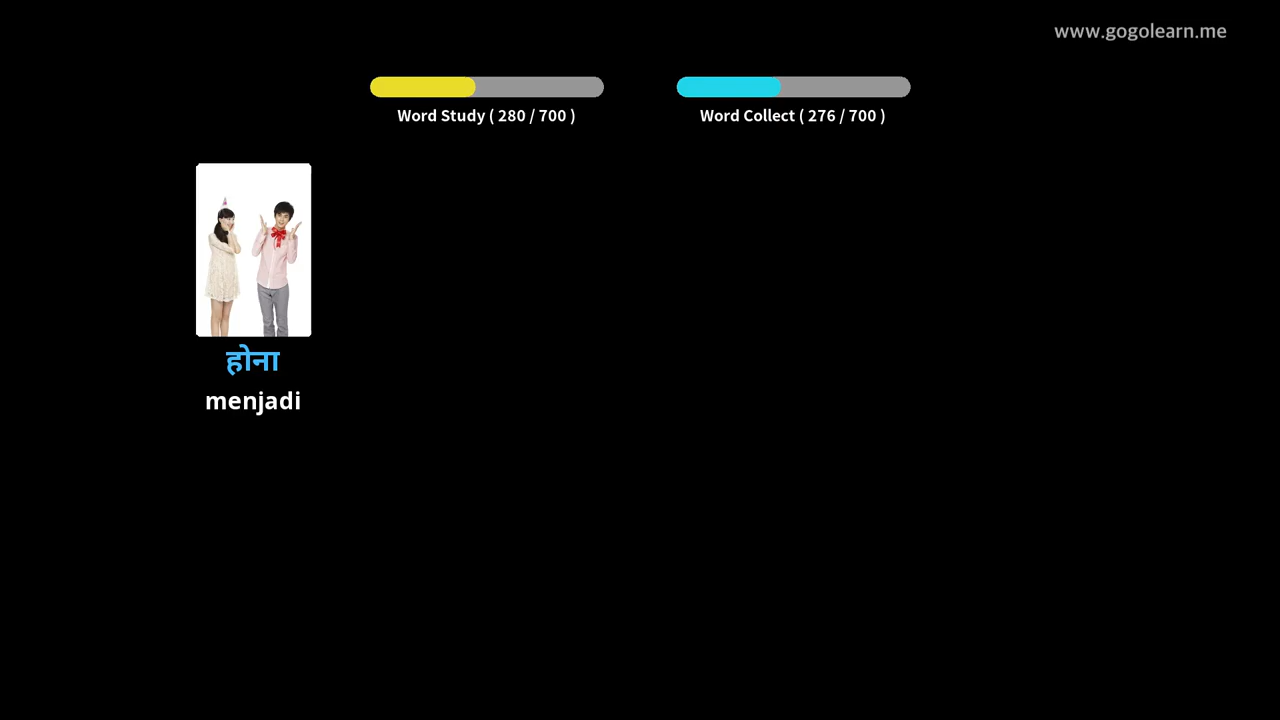 www.gogolearn.me
Word Study ( 280 / 700 )
Word Collect ( 276 / 700 )
होना
menjadi